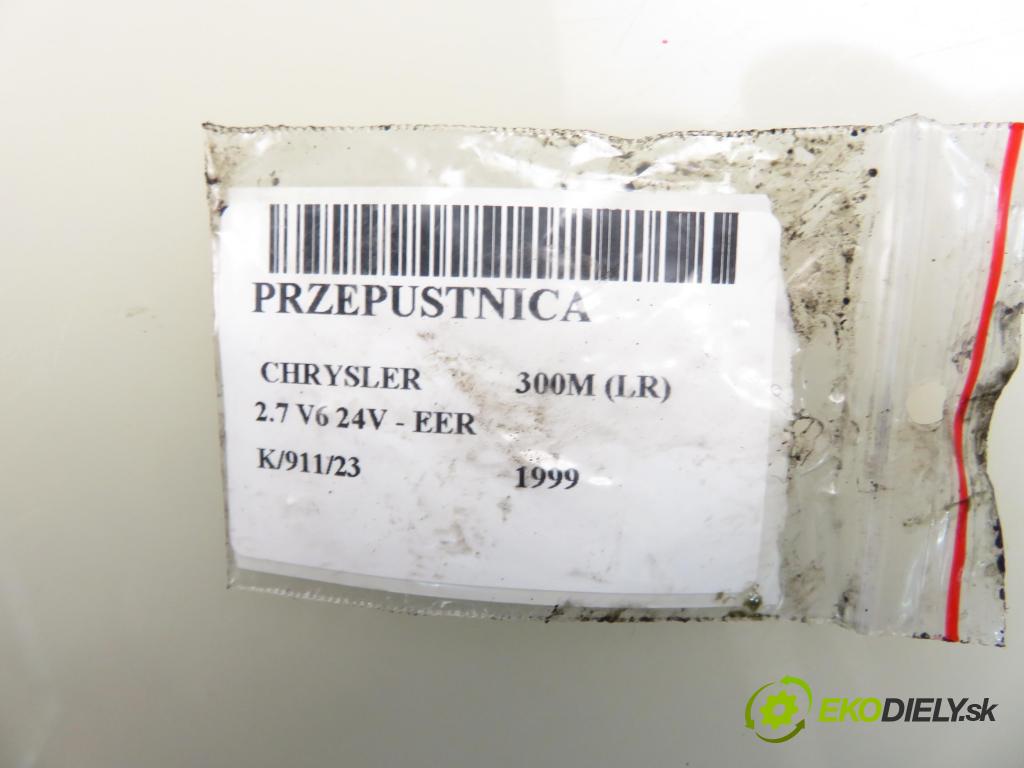 PRZEPUSTNICA
CHRYSLER 300M (LR)
2.7 V6 24V - EER
K/911/23 1999
EKODIELY.sk